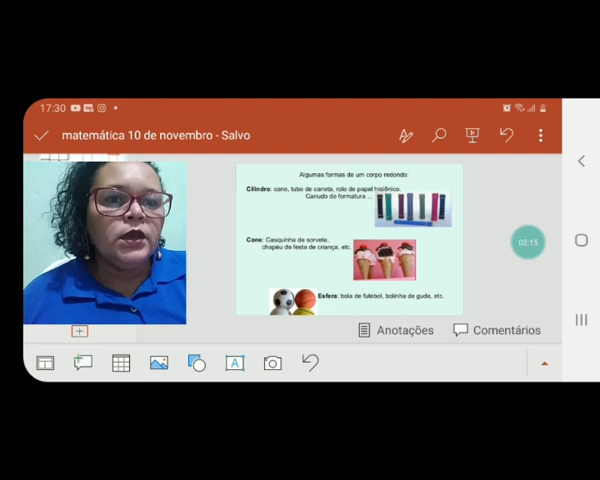 17:30
matemática 10 de novembro - Salvo
Algumas formas de um corpo redondo:
Cilindro: cano, tubo de caneta, rolo de papel higiênico.
Canudo de formatura ...
Cone: Casquinha de sorvete,
chapéu de festa de criança, etc.
Esfera: bola de futebol, bolinha de gude, etc.
02:15
Anotações
Comentários